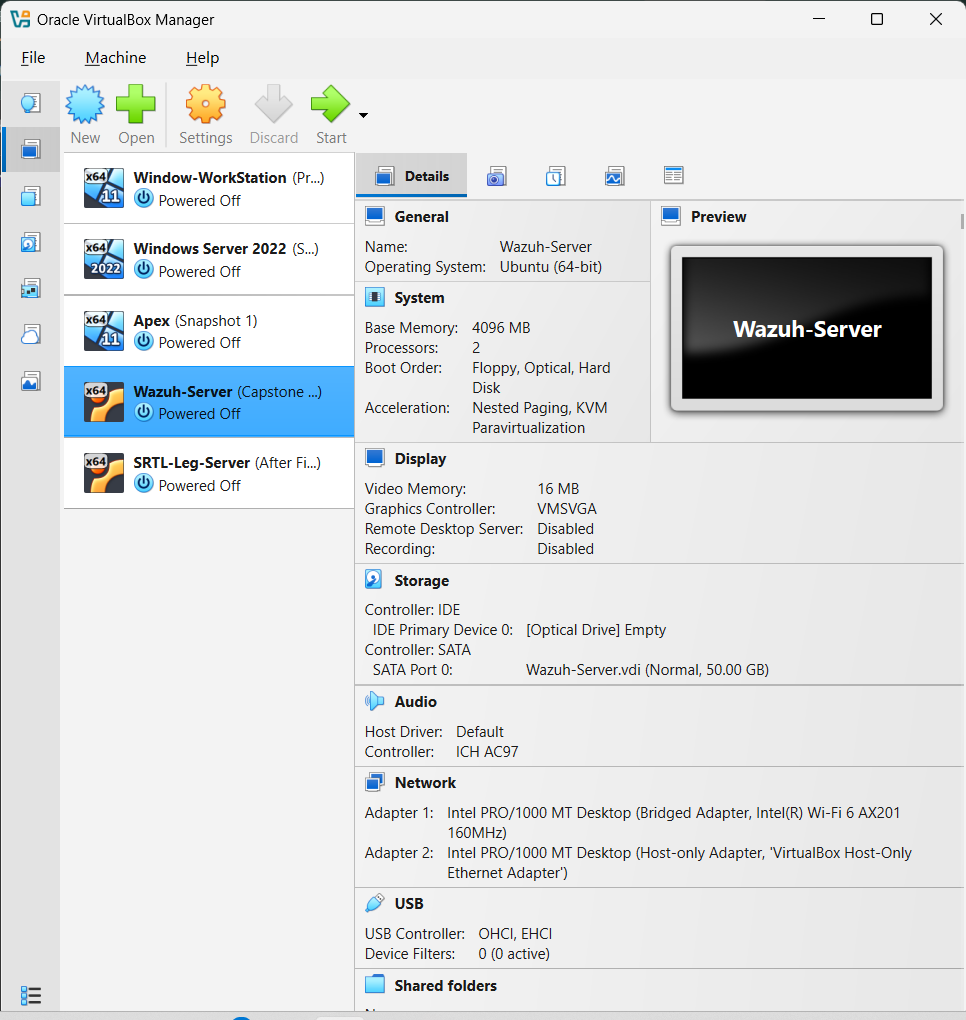 Oracle VirtualBox Manager
File Machine Help
New Open Settings Discard Start
x64 11 Window-WorkStation (Pr...)
Powered Off
x64 2022 Windows Server 2022 (S...)
Powered Off
x64 11 Apex (Snapshot 1)
Powered Off
x64 Wazuh-Server (Capstone ...)
Powered Off
x64 SRTL-Leg-Server (After Fi...)
Powered Off
Details
General
Name: Wazuh-Server
Operating System: Ubuntu (64-bit)
System
Base Memory: 4096 MB
Processors: 2
Boot Order: Floppy, Optical, Hard
Disk
Acceleration: Nested Paging, KVM
Paravirtualization
Preview
Wazuh-Server
Display
Video Memory: 16 MB
Graphics Controller: VMSVGA
Remote Desktop Server: Disabled
Recording: Disabled
Storage
Controller: IDE
IDE Primary Device 0: [Optical Drive] Empty
Controller: SATA
SATA Port 0: Wazuh-Server.vdi (Normal, 50.00 GB)
Audio
Host Driver: Default
Controller: ICH AC97
Network
Adapter 1: Intel PRO/1000 MT Desktop (Bridged Adapter, Intel(R) Wi-Fi 6 AX201
160MHz)
Adapter 2: Intel PRO/1000 MT Desktop (Host-only Adapter, 'VirtualBox Host-Only
Ethernet Adapter')
USB
USB Controller: OHCI, EHCI
Device Filters: 0 (0 active)
Shared folders